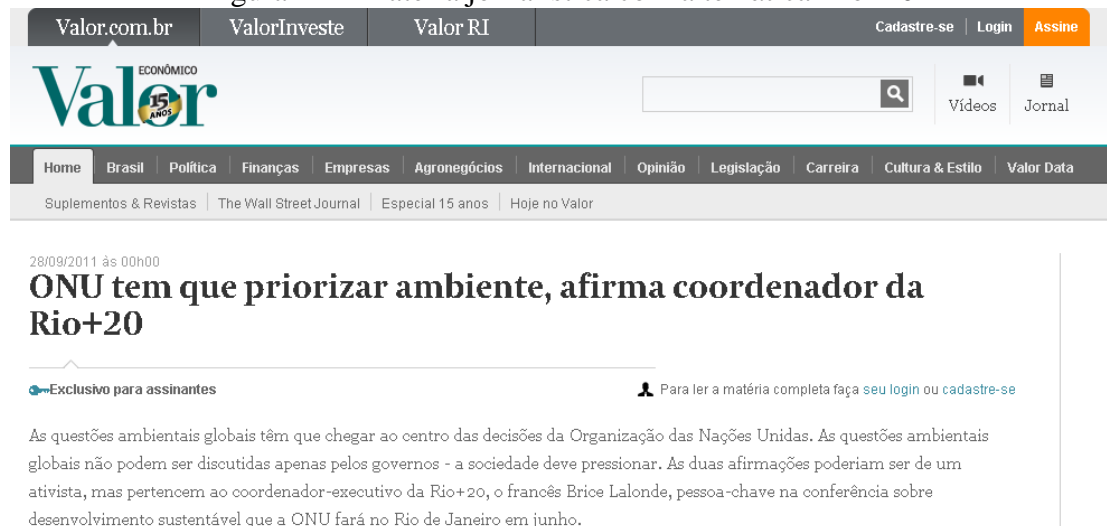 Valor.com.br ValorInveste Valor RI Cadastre-se Login Assine
Valor ECONÔMICO 15 ANOS
Vídeos Jornal
Home Brasil Política Finanças Empresas Agronegócios Internacional Opinião Legislação Carreira Cultura & Estilo Valor Data
Suplementos & Revistas The Wall Street Journal Especial 15 anos Hoje no Valor
28/09/2011 às 00h00
ONU tem que priorizar ambiente, afirma coordenador da
Rio+20
Exclusivo para assinantes Para ler a matéria completa faça seu login ou cadastre-se
As questões ambientais globais têm que chegar ao centro das decisões da Organização das Nações Unidas. As questões ambientais
globais não podem ser discutidas apenas pelos governos - a sociedade deve pressionar. As duas afirmações poderiam ser de um
ativista, mas pertencem ao coordenador-executivo da Rio+20, o francês Brice Lalonde, pessoa-chave na conferência sobre
desenvolvimento sustentável que a ONU fará no Rio de Janeiro em junho.